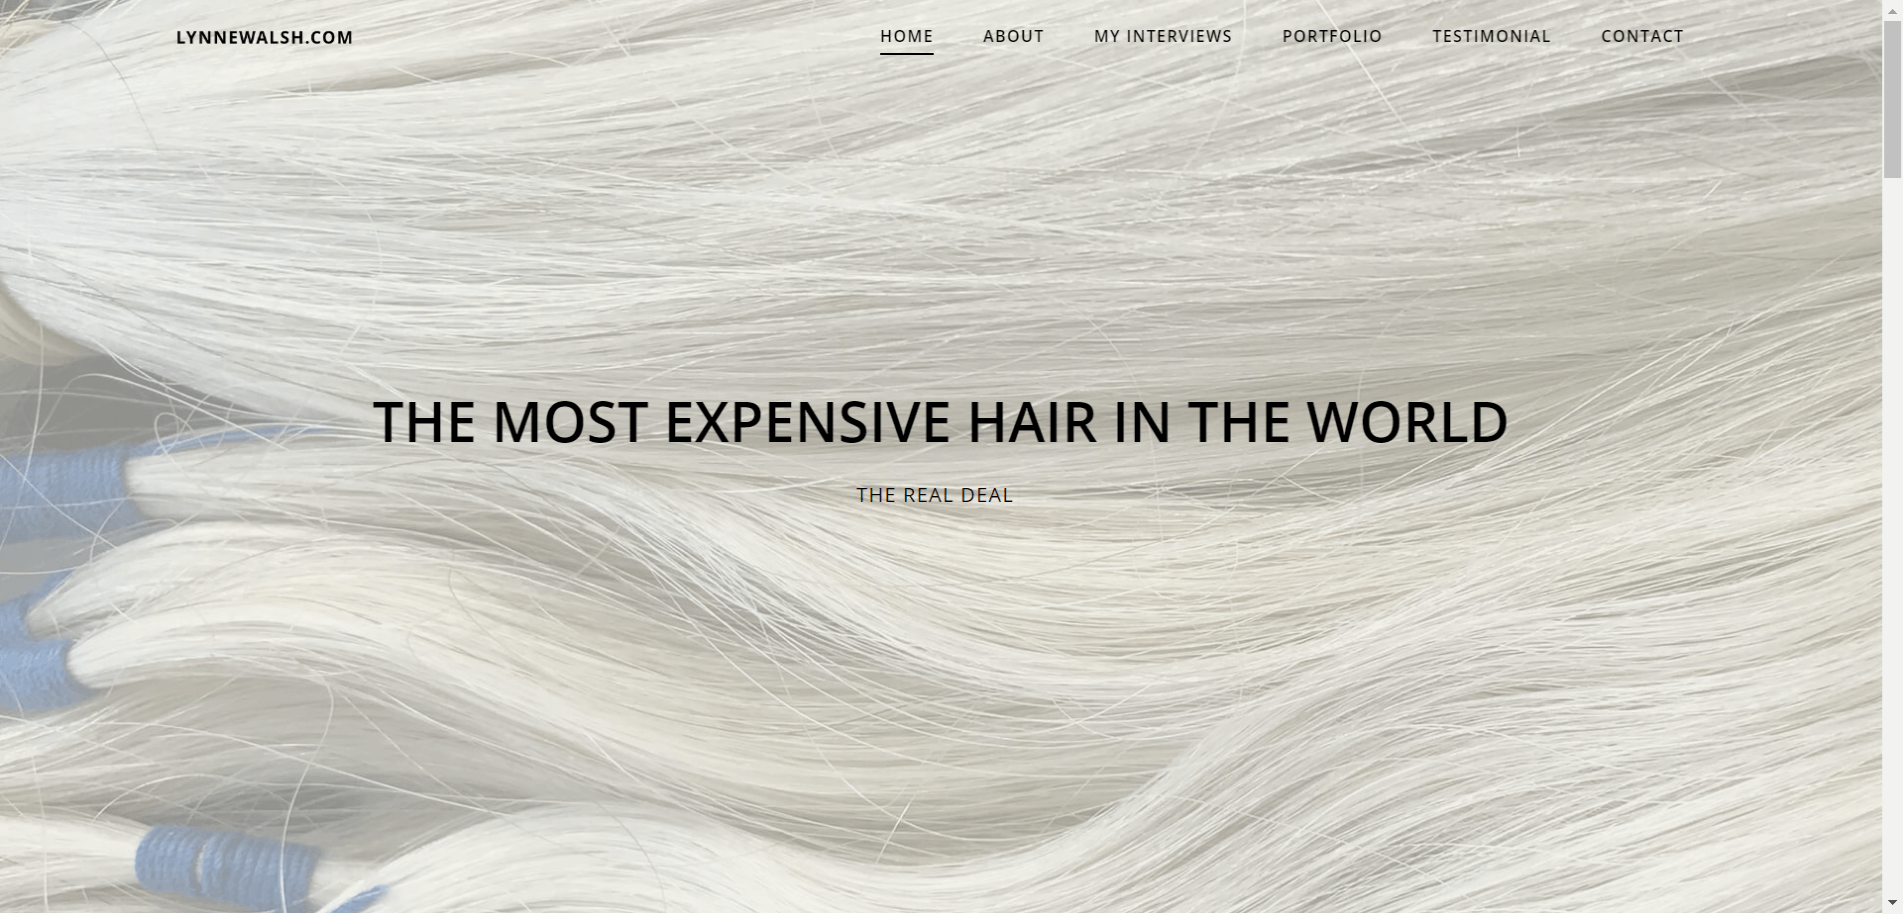 LYNNEWALSH.COM
HOME ABOUT MY INTERVIEWS PORTFOLIO TESTIMONIAL CONTACT
THE MOST EXPENSIVE HAIR IN THE WORLD
THE REAL DEAL